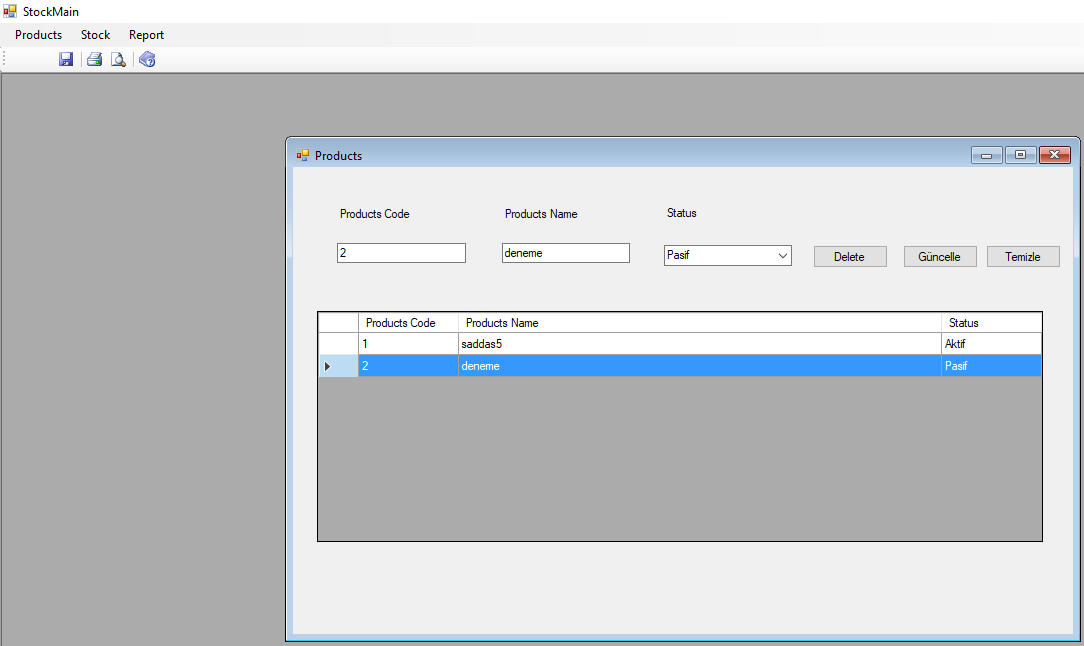 StockMain
Products Stock Report
Products
Products Code Products Name Status
2 deneme Pasif Delete Güncelle Temizle
Products Code Products Name Status
1 saddas5 Aktif
2 deneme Pasif